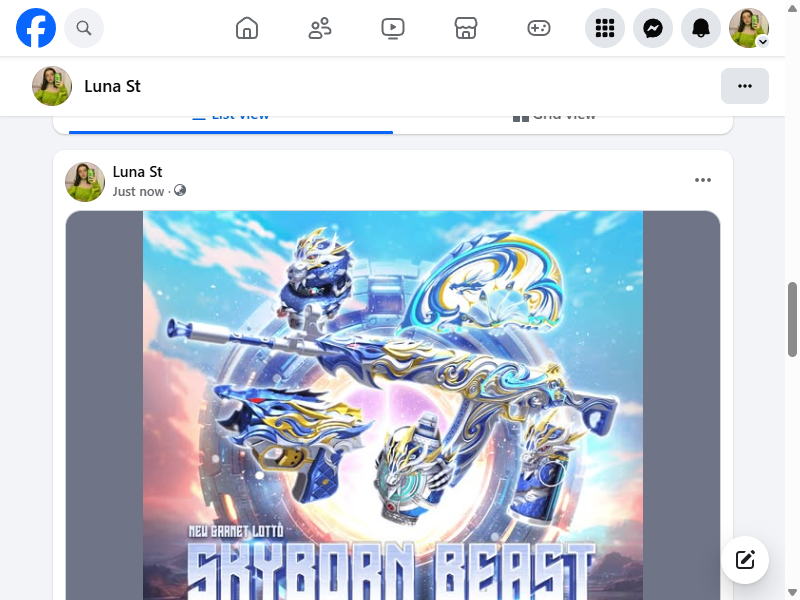 Luna St
List view
Grid view
Luna St
Just now ·
NEW GARNET LOTTO
SKYBORN BEAST